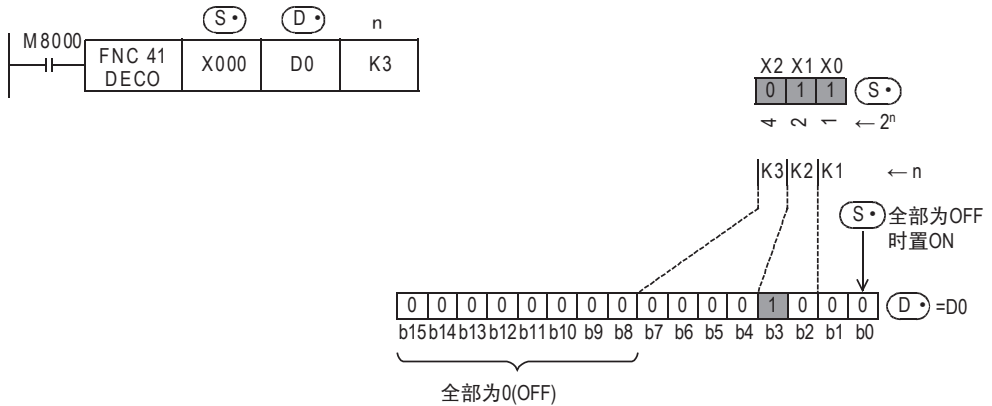 S• D• n
M8000
FNC 41 DECO X000 D0 K3
X2 X1 X0
0 1 1 S•
4 2 1 ←2ⁿ
K3 K2 K1 ←n
S• 全部为OFF
时置ON
0 0 0 0 0 0 0 0 0 0 0 0 1 0 0 0 D• =D0
b15 b14 b13 b12 b11 b10 b9 b8 b7 b6 b5 b4 b3 b2 b1 b0
全部为0(OFF)